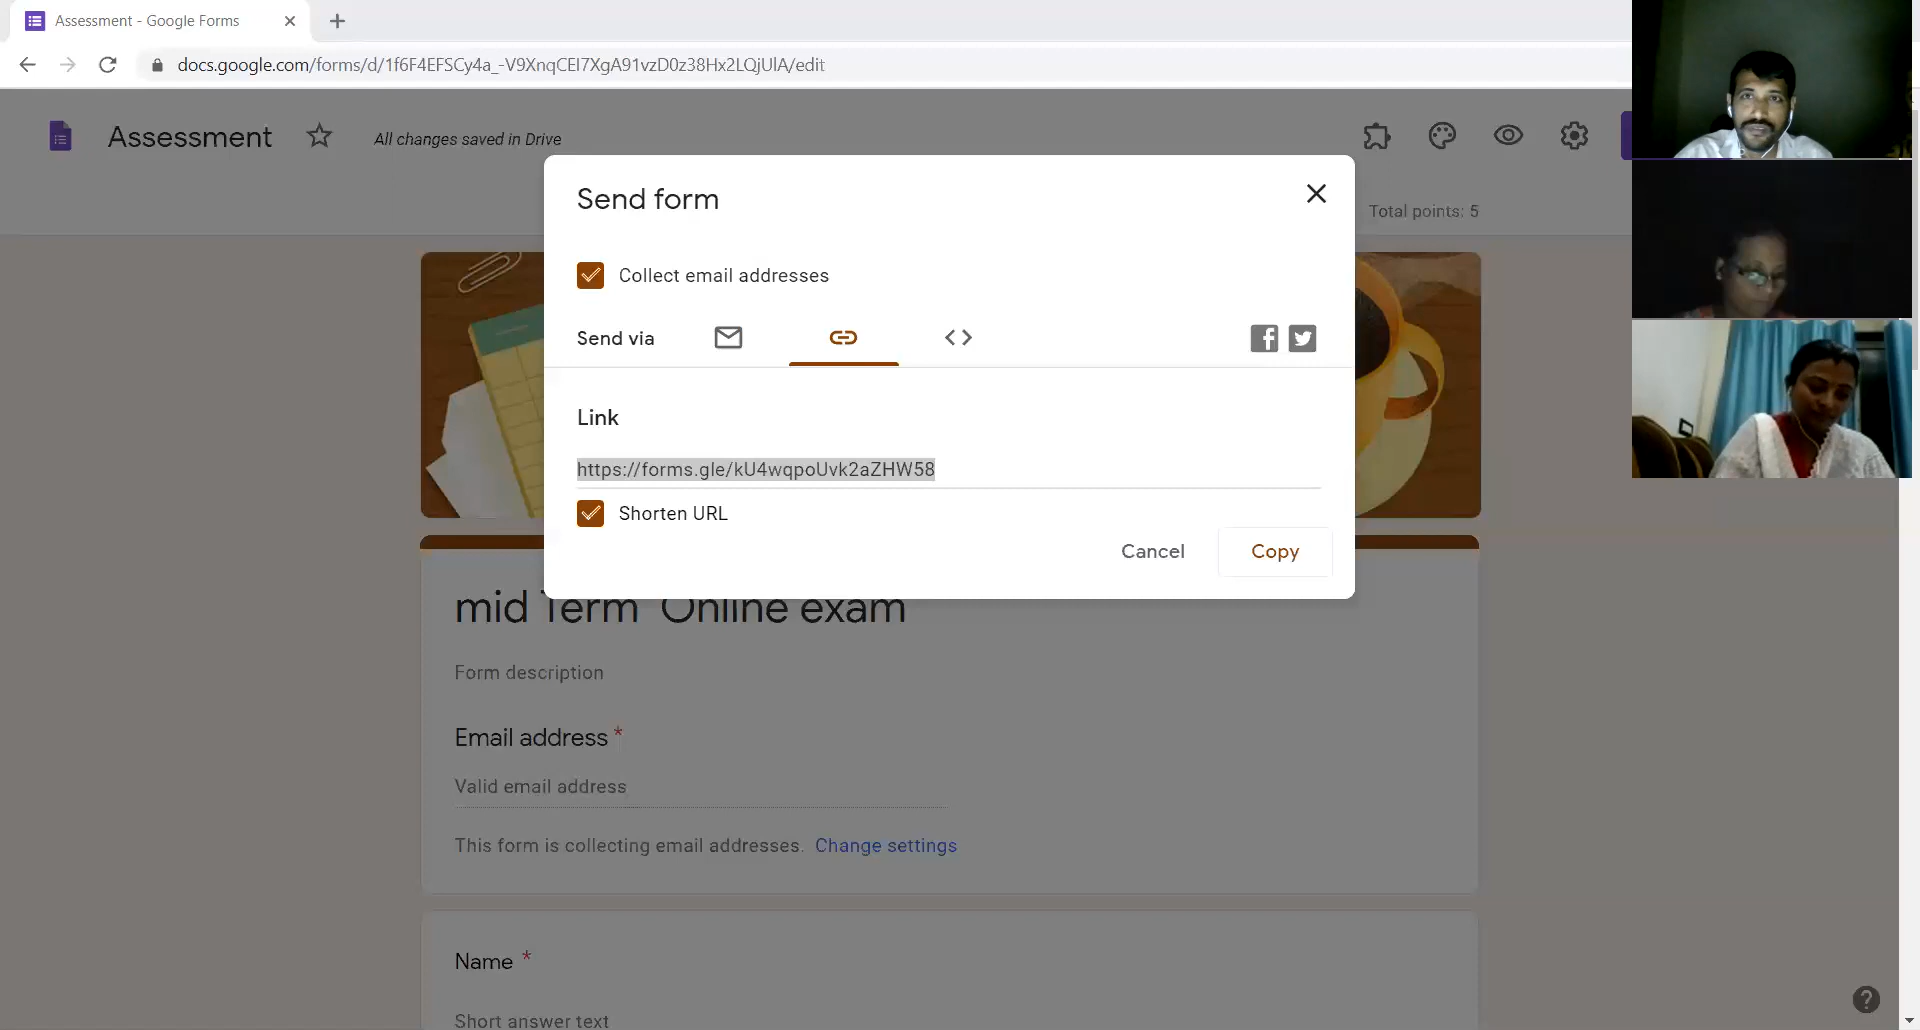 Assessment - Google Forms
docs.google.com/forms/d/1f6F4EFSCy4a_-V9XnqCEI7XgA91vzD0z38Hx2LQjUlA/edit
Assessment
All changes saved in Drive
Total points: 5
Send form
Collect email addresses
Send via
Link
https://forms.gle/kU4wqpoUvk2aZHW58
Shorten URL
Cancel
Copy
mid Term Online exam
Form description
Email address *
Valid email address
This form is collecting email addresses. Change settings
Name *
Short answer text